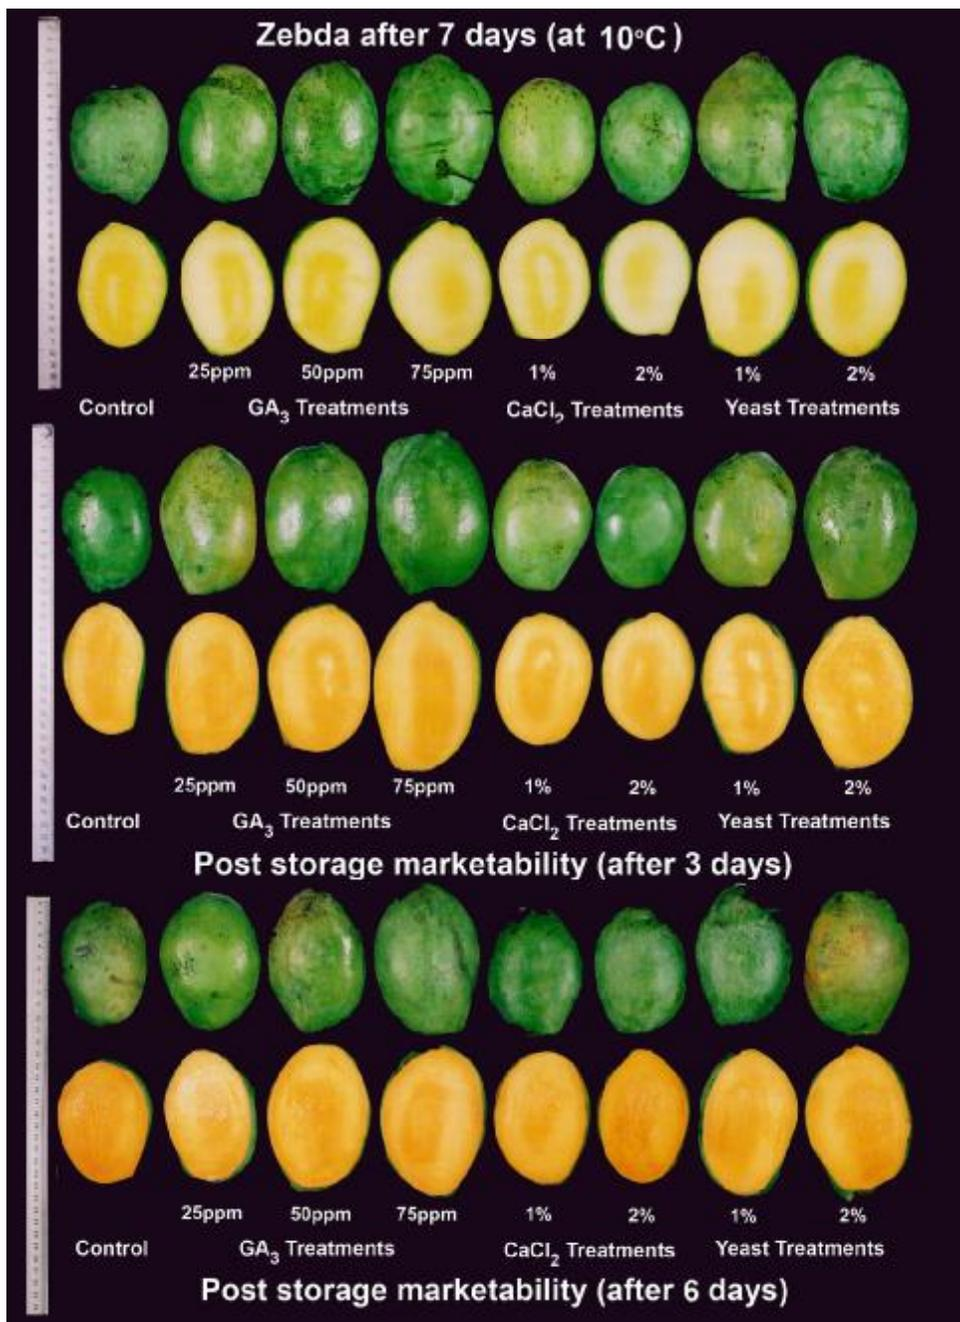 Zebda after 7 days (at 10°C)
25ppm 50ppm 75ppm 1% 2% 1% 2%
Control GA3 Treatments CaCl2 Treatments Yeast Treatments
25ppm 50ppm 75ppm 1% 2% 1% 2%
Control GA3 Treatments CaCl2 Treatments Yeast Treatments
Post storage marketability (after 3 days)
25ppm 50ppm 75ppm 1% 2% 1% 2%
Control GA3 Treatments CaCl2 Treatments Yeast Treatments
Post storage marketability (after 6 days)